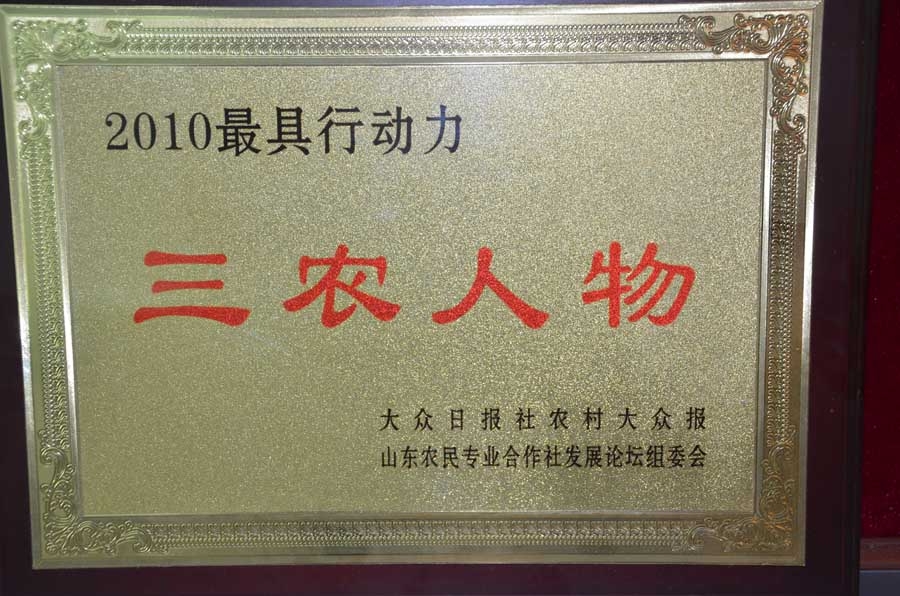 2010最具行动力
三农人物
大众日报社农村大众报
山东农民专业合作社发展论坛组委会